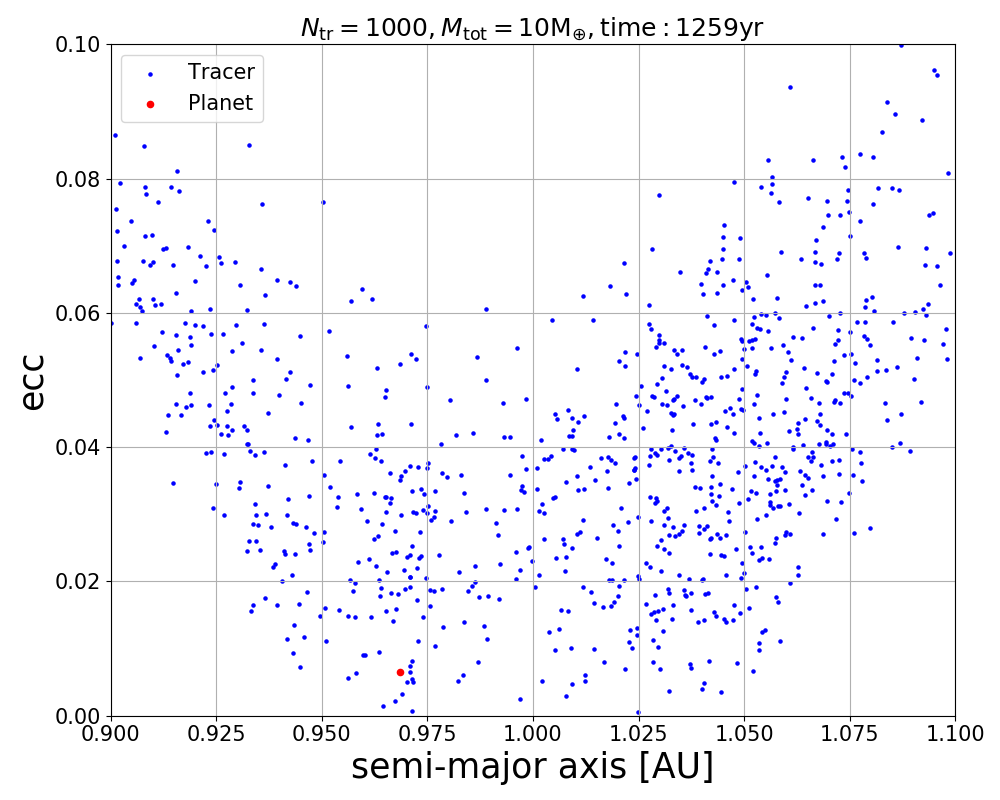 N_tr = 1000, M_tot = 10M_⊕, time : 1259yr
Tracer
Planet
ecc
0.10
0.08
0.06
0.04
0.02
0.00
0.900 0.925 0.950 0.975 1.000 1.025 1.050 1.075 1.100
semi-major axis [AU]